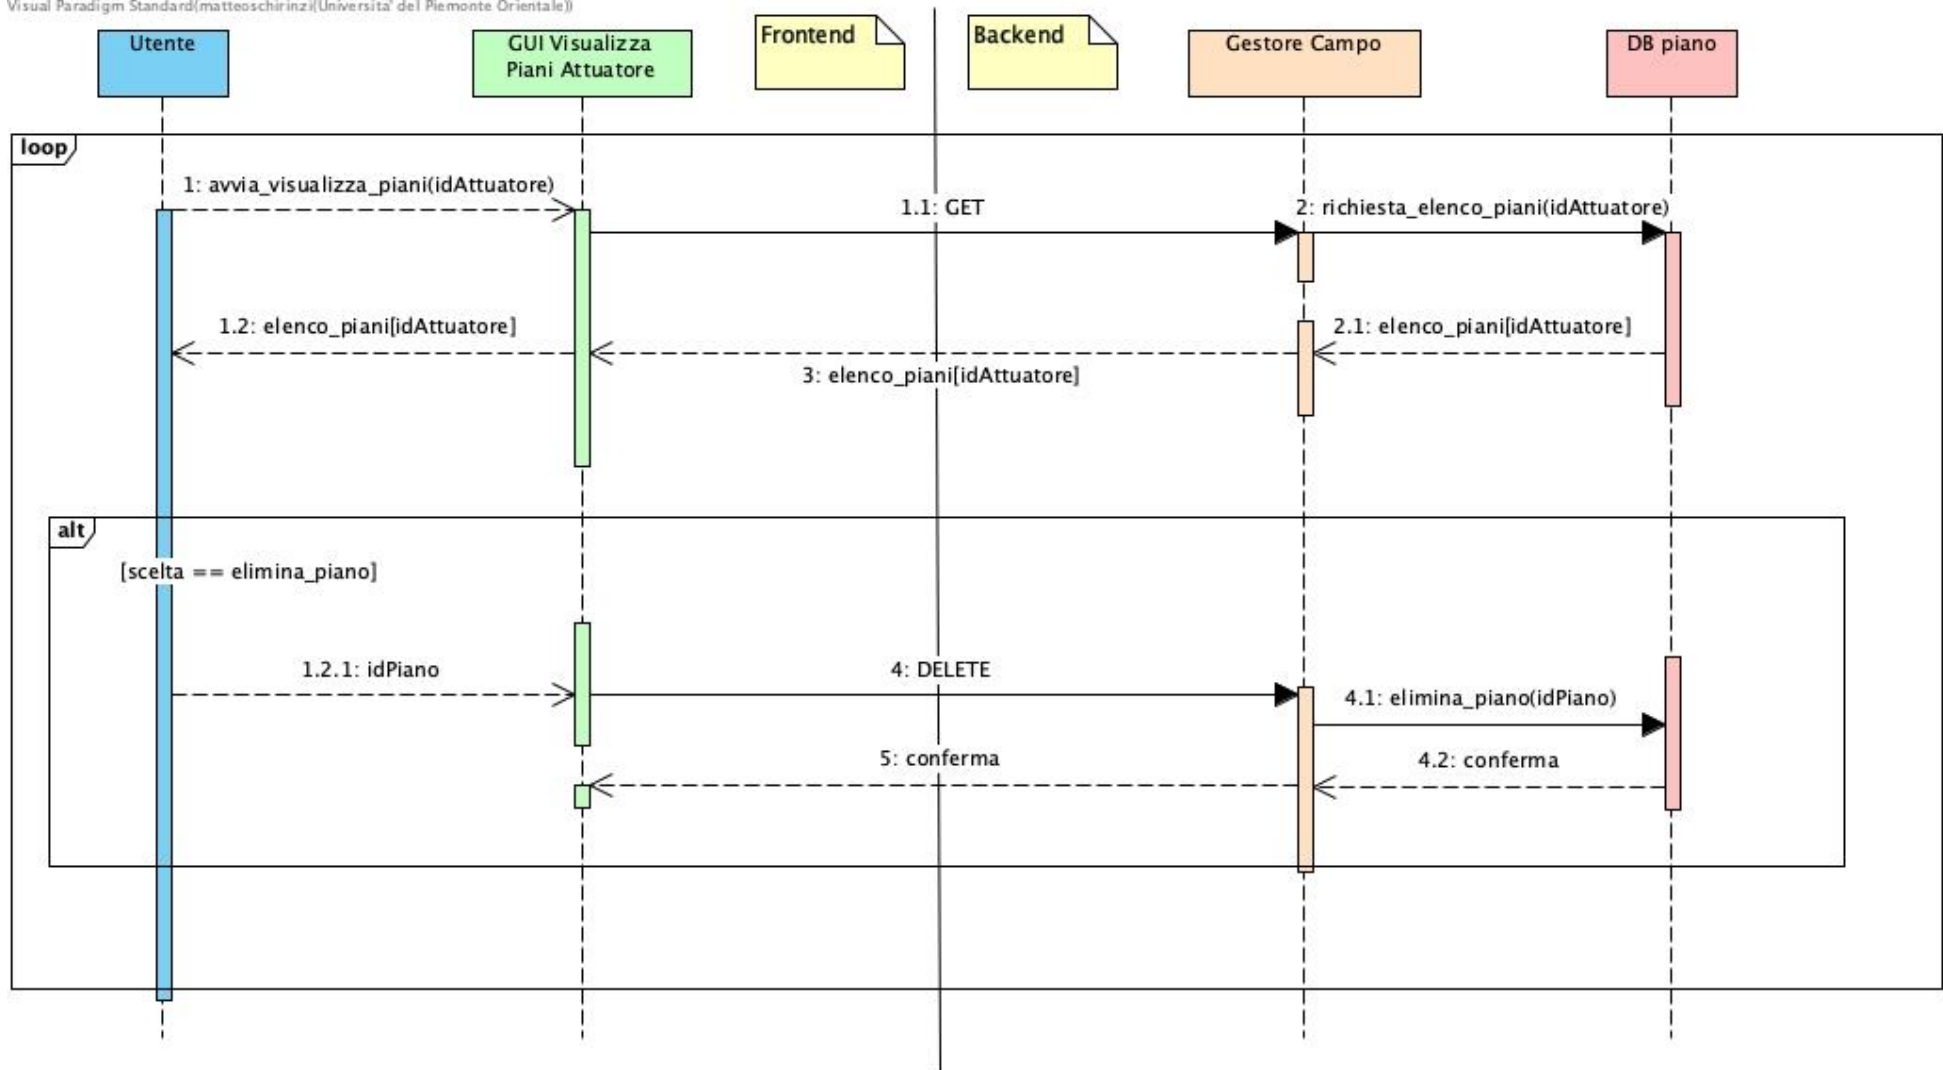 Visual Paradigm Standard(matteoschirinzi(Universita' del Piemonte Orientale))
Utente
GUI Visualizza
Piani Attuatore
Frontend
Backend
Gestore Campo
DB piano
loop
1: avvia_visualizza_piani(idAttuatore)
1.1: GET
2: richiesta_elenco_piani(idAttuatore)
1.2: elenco_piani[idAttuatore]
2.1: elenco_piani[idAttuatore]
3: elenco_piani[idAttuatore]
alt
[scelta == elimina_piano]
1.2.1: idPiano
4: DELETE
4.1: elimina_piano(idPiano)
5: conferma
4.2: conferma